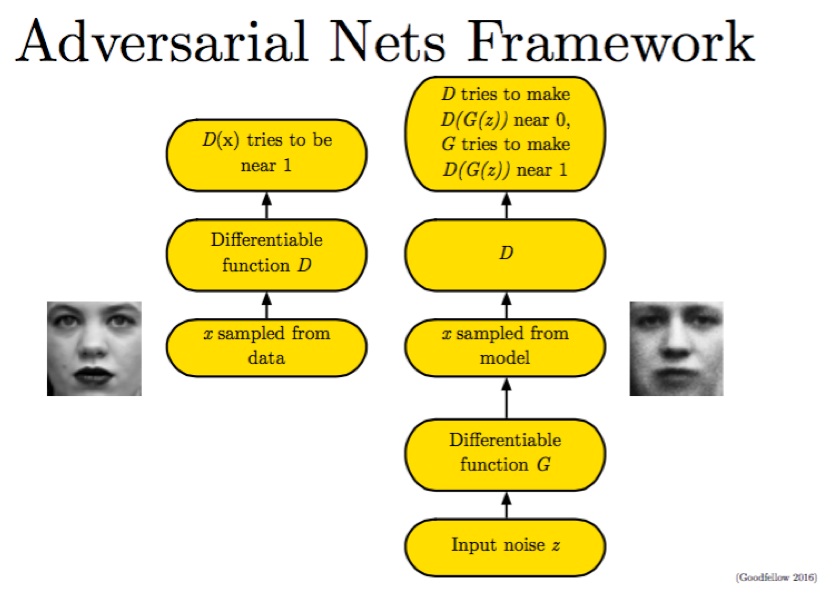 Adversarial Nets Framework
D(x) tries to be
near 1
Differentiable
function D
x sampled from
data
D tries to make
D(G(z)) near 0,
G tries to make
D(G(z)) near 1
D
x sampled from
model
Differentiable
function G
Input noise z
(Goodfellow 2016)